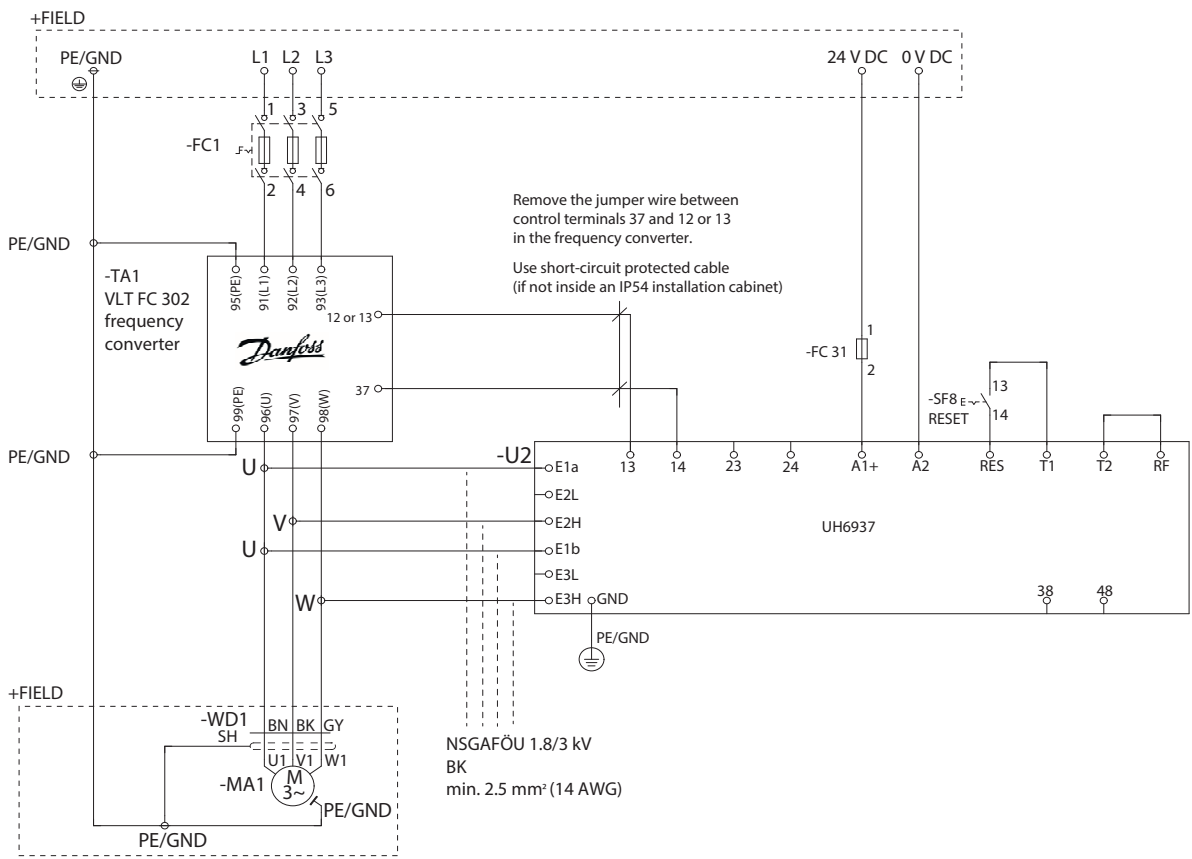 +FIELD
PE/GND
L1 L2 L3
24 V DC 0 V DC
1 3 5
-FC1
2 4 6
Remove the jumper wire between
control terminals 37 and 12 or 13
in the frequency converter.
Use short-circuit protected cable
(if not inside an IP54 installation cabinet)
PE/GND
-TA1
VLT FC 302
frequency
converter
95(PE)
91(L1)
92(L2)
93(L3)
12 or 13
Danfoss
37
99(PE)
96(U)
97(V)
98(W)
1
-FC 31
2
13
-SF8 E
14
RESET
PE/GND
U
-U2
E1a
13 14 23 24 A1+ A2 RES T1 T2 RF
E2L
V
E2H
UH6937
U
E1b
E3L
W
E3H
GND
38 48
PE/GND
+FIELD
-WD1
BN BK GY
SH
U1 V1 W1
-MA1
M
3~
PE/GND
PE/GND
NSGAFÖU 1.8/3 kV
BK
min. 2.5 mm² (14 AWG)